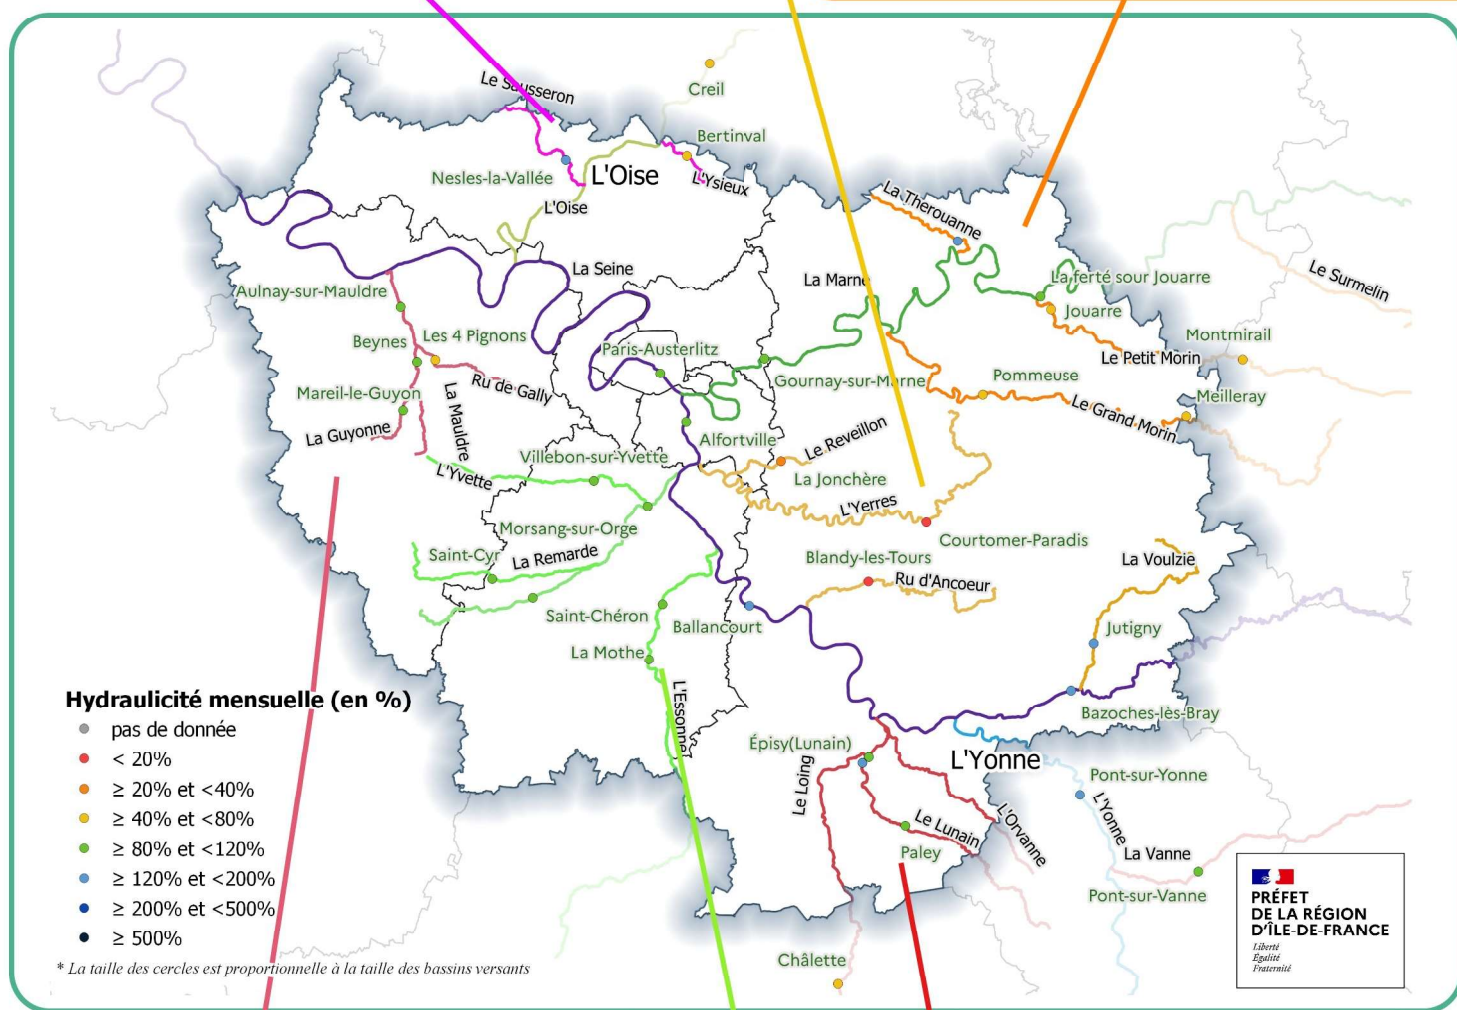 Le Sausseron
Creil
Bertinval
Nesles-la-Vallée
L'Oise
L'Ysieux
L'Oise
La Therouanne
La Seine
La Marne
La ferté sour Jouarre
Le Surmelin
Aulnay-sur-Mauldre
Jouarre
Montmirail
Beynes
Les 4 Pignons
Paris-Austerlitz
Le Petit Morin
Gournay-sur-Marne
Pommeuse
Meilleray
Ru de Gally
Mareil-le-Guyon
La Mauldre
Le Grand Morin
La Guyonne
Alfortville
Le Reveillon
Villebon-sur-Yvette
L'Yvette
La Jonchère
L'Yerres
Morsang-sur-Orge
Courtomer-Paradis
Saint-Cyr
La Remarde
Blandy-les-Tours
La Voulzie
Ru d'Ancoeur
Saint-Chéron
Ballancourt
Jutigny
La Mothe
L'Essonne
Bazoches-lès-Bray
Épisy(Lunain)
L'Yonne
Le Loing
Pont-sur-Yonne
L'Yonne
L'Orvanne
Le Lunain
Paley
La Vanne
Pont-sur-Vanne
Châlette
Hydraulicité mensuelle (en %)
pas de donnée
< 20%
≥ 20% et <40%
≥ 40% et <80%
≥ 80% et <120%
≥ 120% et <200%
≥ 200% et <500%
≥ 500%
* La taille des cercles est proportionnelle à la taille des bassins versants
PRÉFET
DE LA RÉGION
D'ÎLE-DE-FRANCE
Liberté
Égalité
Fraternité